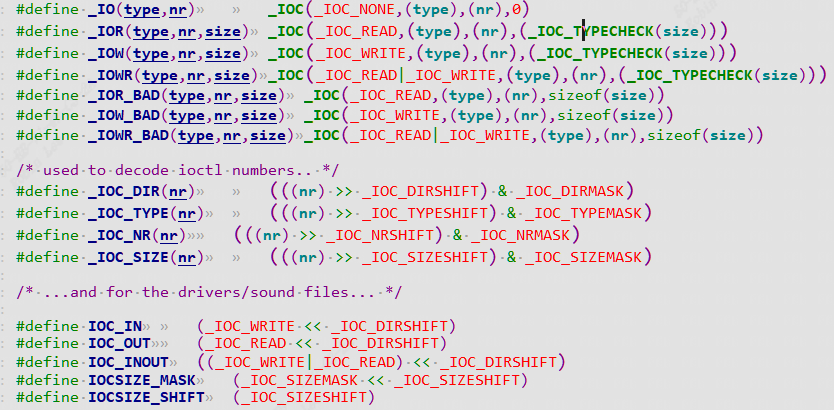 #define _IO(type,nr) _IOC(_IOC_NONE,(type),(nr),0)
#define _IOR(type,nr,size) _IOC(_IOC_READ,(type),(nr),(_IOC_TYPECHECK(size)))
#define _IOW(type,nr,size) _IOC(_IOC_WRITE,(type),(nr),(_IOC_TYPECHECK(size)))
#define _IOWR(type,nr,size) _IOC(_IOC_READ|_IOC_WRITE,(type),(nr),(_IOC_TYPECHECK(size)))
#define _IOR_BAD(type,nr,size) _IOC(_IOC_READ,(type),(nr),sizeof(size))
#define _IOW_BAD(type,nr,size) _IOC(_IOC_WRITE,(type),(nr),sizeof(size))
#define _IOWR_BAD(type,nr,size) _IOC(_IOC_READ|_IOC_WRITE,(type),(nr),sizeof(size))
/* used to decode ioctl numbers.. */
#define _IOC_DIR(nr) (((nr) >> _IOC_DIRSHIFT) & _IOC_DIRMASK)
#define _IOC_TYPE(nr) (((nr) >> _IOC_TYPESHIFT) & _IOC_TYPEMASK)
#define _IOC_NR(nr) (((nr) >> _IOC_NRSHIFT) & _IOC_NRMASK)
#define _IOC_SIZE(nr) (((nr) >> _IOC_SIZESHIFT) & _IOC_SIZEMASK)
/* ...and for the drivers/sound files... */
#define IOC_IN (_IOC_WRITE << _IOC_DIRSHIFT)
#define IOC_OUT (_IOC_READ << _IOC_DIRSHIFT)
#define IOC_INOUT ((_IOC_WRITE|_IOC_READ) << _IOC_DIRSHIFT)
#define IOCSIZE_MASK (_IOC_SIZEMASK << _IOC_SIZESHIFT)
#define IOCSIZE_SHIFT (_IOC_SIZESHIFT)